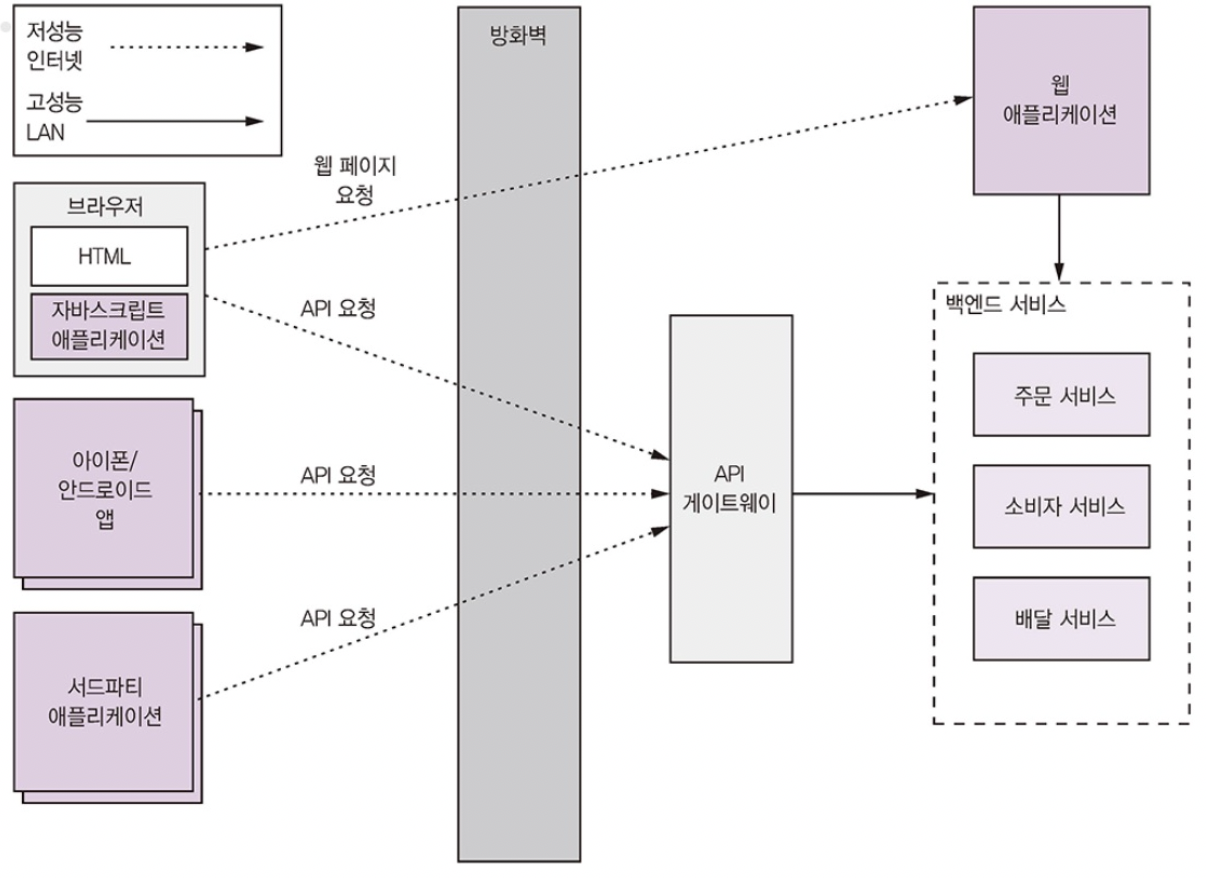 저성능
인터넷
고성능
LAN
방화벽
웹
애플리케이션
웹 페이지
요청
브라우저
HTML
자바스크립트
애플리케이션
API 요청
백엔드 서비스
주문 서비스
아이폰/
안드로이드
앱
API 요청
API
게이트웨이
소비자 서비스
API 요청
배달 서비스
서드파티
애플리케이션